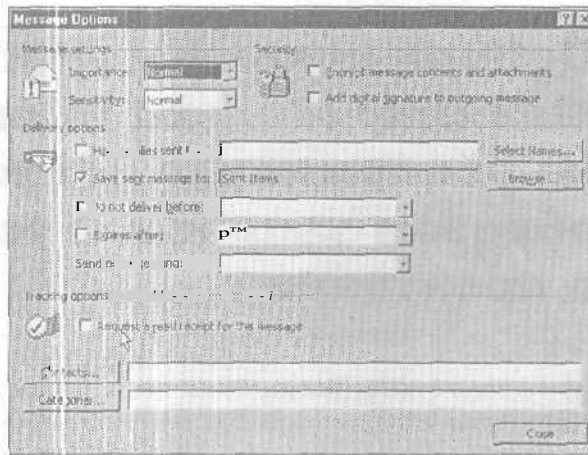 Message Options
Message settings
Importance: Normal
Sensitivity: Normal
Security
Encrypt message contents and attachments
Add digital signature to outgoing message
Delivery options
sent
Select Names...
Save sent message to: Sent Items
Browse...
Do not deliver before:
Expires after:
Send
Tracking options
Request a read receipt for this message
Contacts...
Categories...
Close